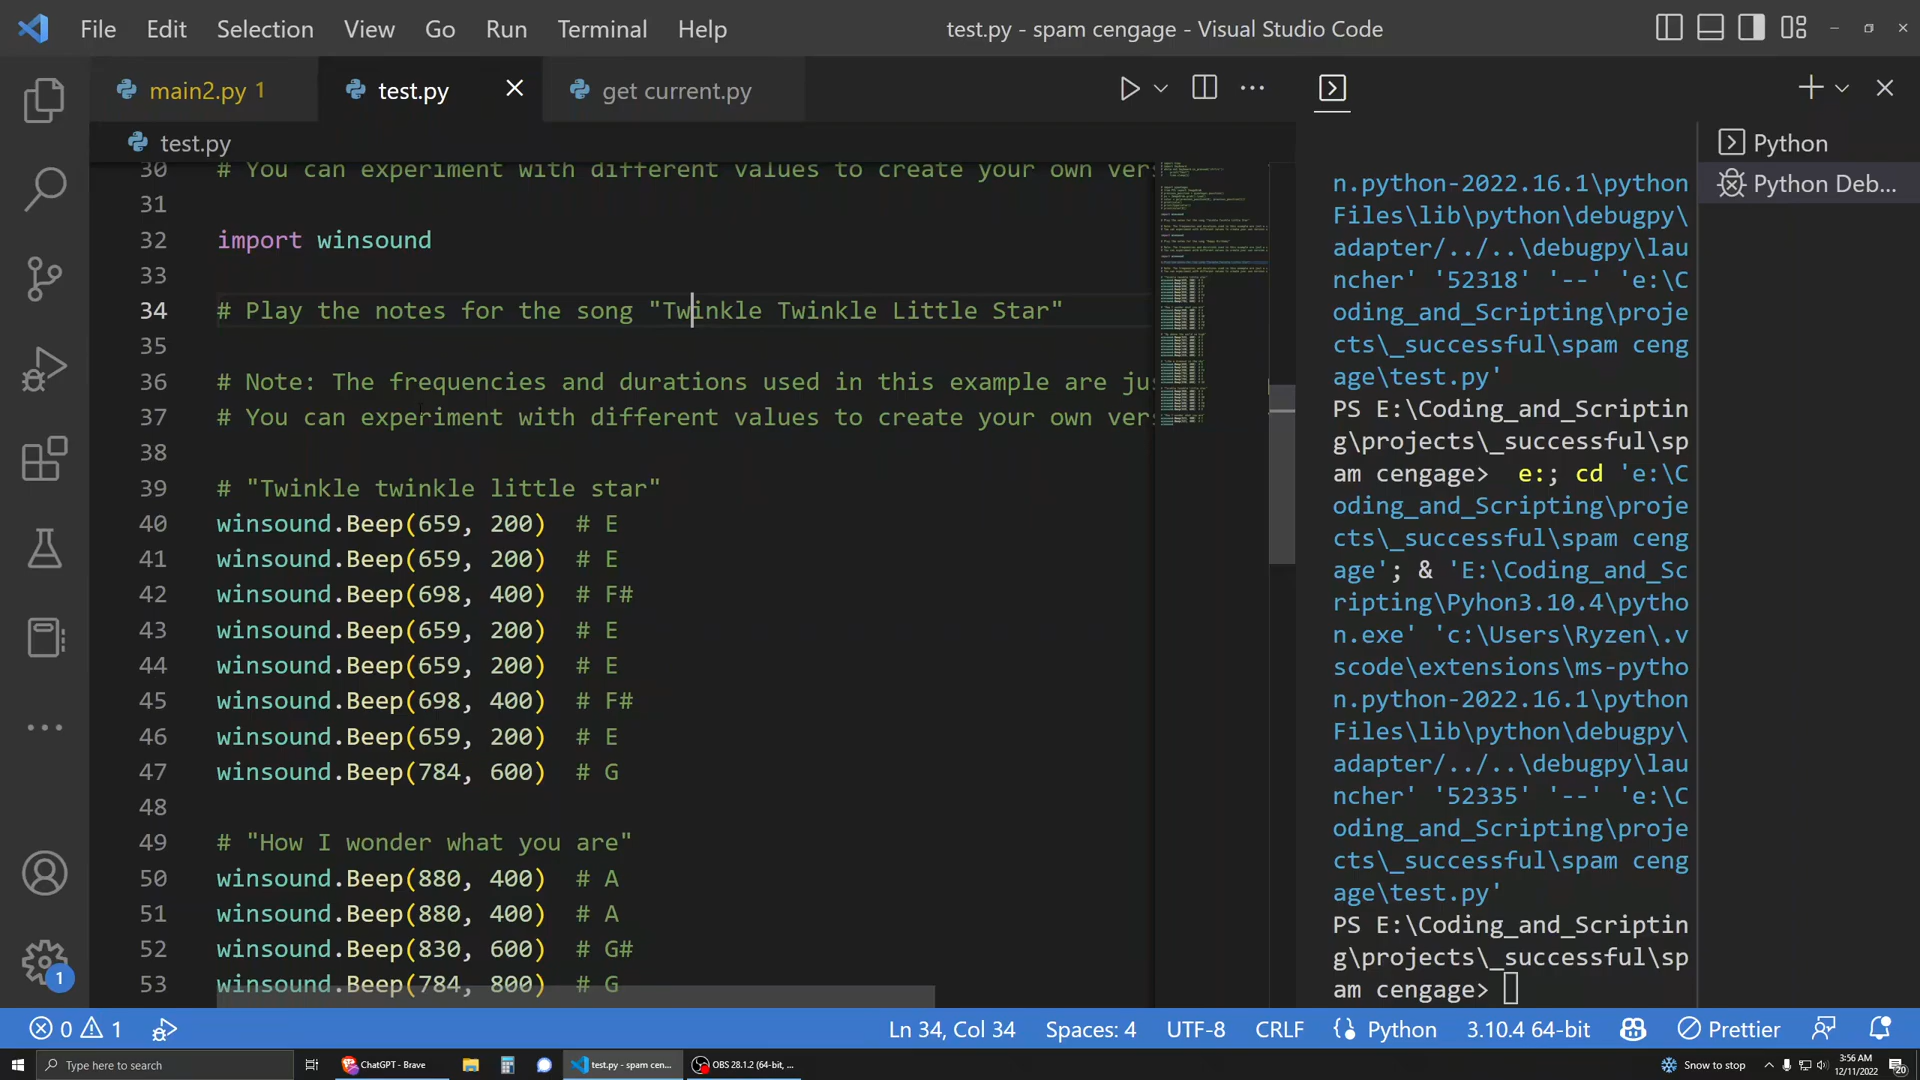 File Edit Selection View Go Run Terminal Help
test.py - spam cengage - Visual Studio Code
main2.py 1 test.py get current.py
test.py
30 # You can experiment with different values to create your own vers
31
32 import winsound
33
34 # Play the notes for the song "Twinkle Twinkle Little Star"
35
36 # Note: The frequencies and durations used in this example are jus
37 # You can experiment with different values to create your own vers
38
39 # "Twinkle twinkle little star"
40 winsound.Beep(659, 200) # E
41 winsound.Beep(659, 200) # E
42 winsound.Beep(698, 400) # F#
43 winsound.Beep(659, 200) # E
44 winsound.Beep(659, 200) # E
45 winsound.Beep(698, 400) # F#
46 winsound.Beep(659, 200) # E
47 winsound.Beep(784, 600) # G
48
49 # "How I wonder what you are"
50 winsound.Beep(880, 400) # A
51 winsound.Beep(880, 400) # A
52 winsound.Beep(830, 600) # G#
53 winsound.Beep(784, 800) # G
n.python-2022.16.1\python
Files\lib\python\debugpy\
adapter/../..\debugpy\lau
ncher' '52318' '--' 'e:\C
oding_and_Scripting\proje
cts\_successful\spam ceng
age\test.py'
PS E:\Coding_and_Scriptin
g\projects\_successful\sp
am cengage>  e:; cd 'e:\C
oding_and_Scripting\proje
cts\_successful\spam ceng
age'; & 'E:\Coding_and_Sc
ripting\Pyhon3.10.4\pytho
n.exe' 'c:\Users\Ryzen\.v
scode\extensions\ms-pytho
n.python-2022.16.1\python
Files\lib\python\debugpy\
adapter/../..\debugpy\lau
ncher' '52335' '--' 'e:\C
oding_and_Scripting\proje
cts\_successful\spam ceng
age\test.py'
PS E:\Coding_and_Scriptin
g\projects\_successful\sp
am cengage>
Python
Python Deb...
1
0 1 Ln 34, Col 34 Spaces: 4 UTF-8 CRLF Python 3.10.4 64-bit Prettier
Type here to search ChatGPT - Brave test.py - spam cen... OBS 28.1.2 (64-bit, ... Snow to stop 3:56 AM
12/11/2022 20